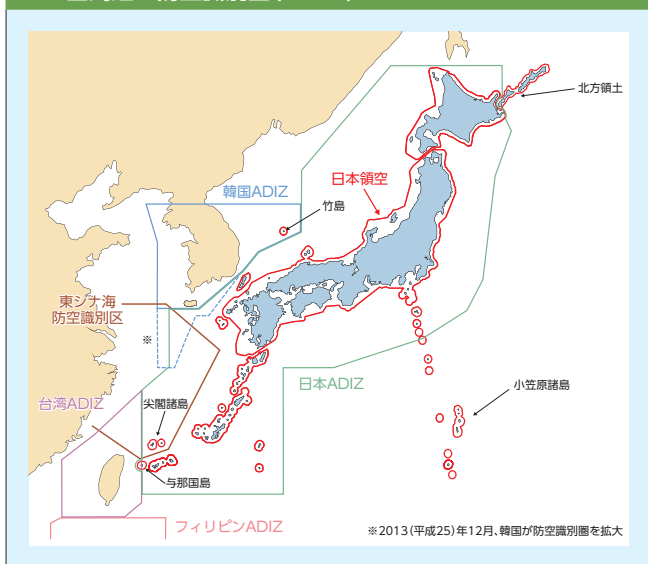 北方領土
日本領空
韓国ADIZ
竹島
東シナ海
防空識別区
※
日本ADIZ
台湾ADIZ
尖閣諸島
小笠原諸島
与那国島
フィリピンADIZ
※2013(平成25)年12月、韓国が防空識別圏を拡大